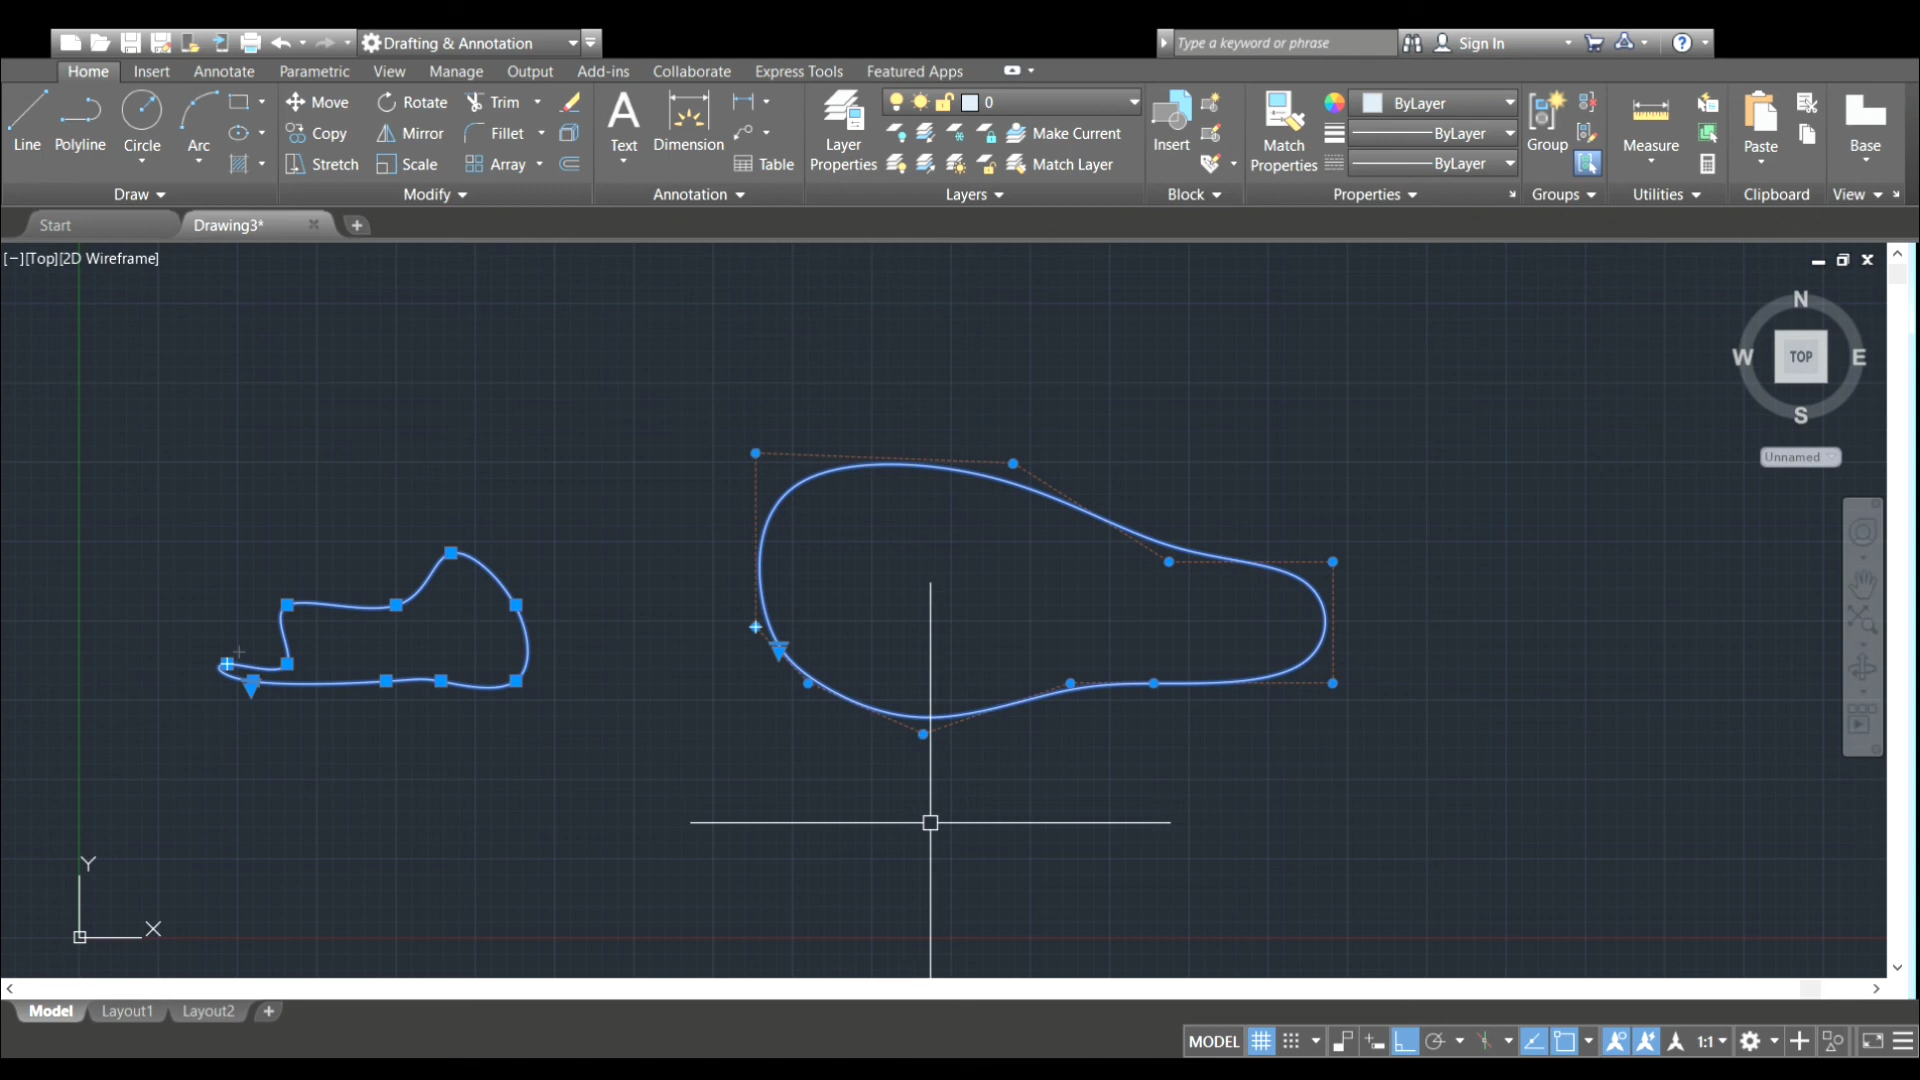 Drafting & Annotation
Type a keyword or phrase
Sign In
Home Insert Annotate Parametric View Manage Output Add-ins Collaborate Express Tools Featured Apps
Line Polyline Circle Arc
Move Rotate Trim
Copy Mirror Fillet
Stretch Scale Array
Text Dimension Table
Layer Properties
0
Make Current
Match Layer
Insert
Match Properties
ByLayer
ByLayer
ByLayer
Group
Measure
Paste
Base
Draw Modify Annotation Layers Block Properties Groups Utilities Clipboard View
Start Drawing3*
[−][Top][2D Wireframe]
N
W TOP E
S
Unnamed
Y
X
Model Layout1 Layout2
MODEL 1:1